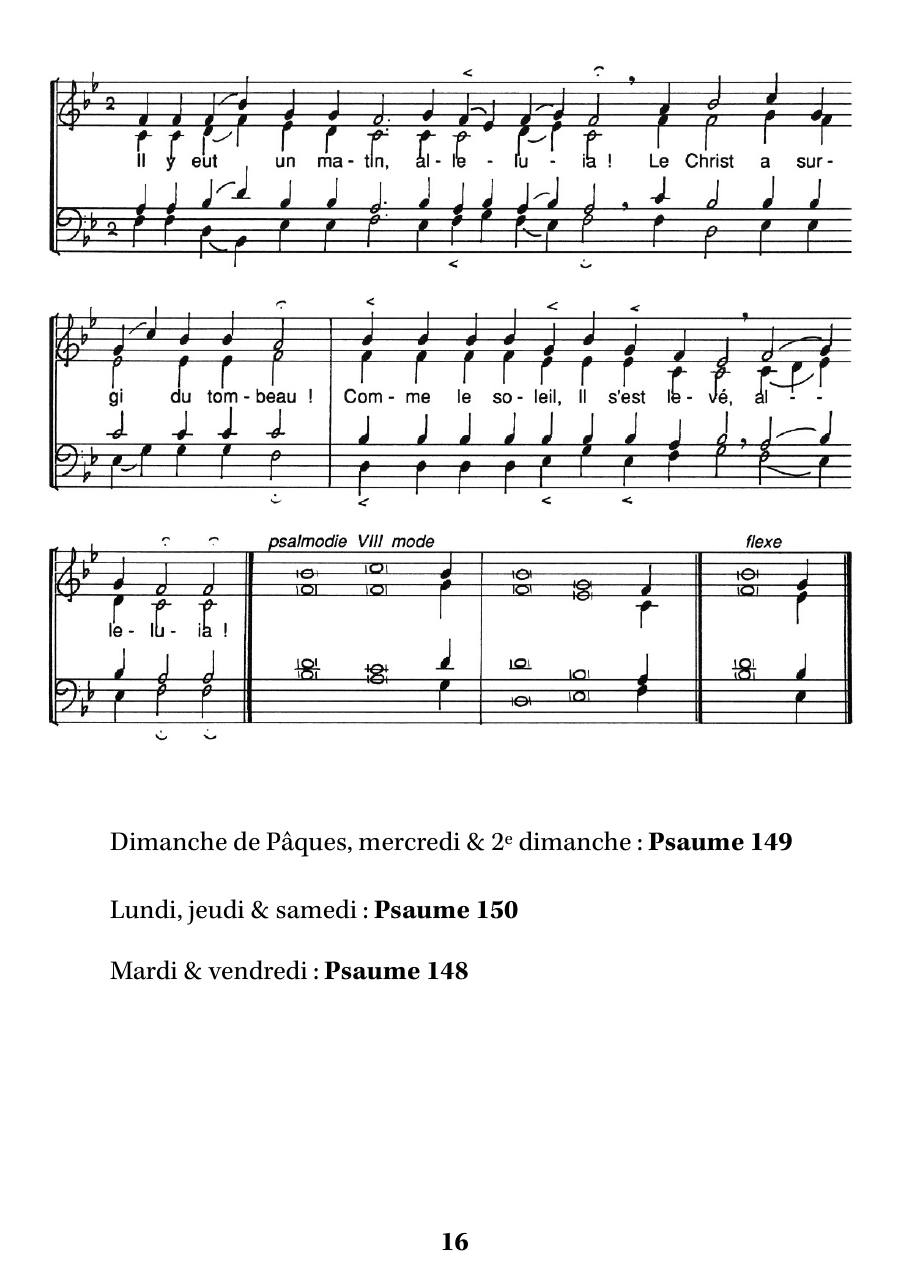 2
Il y eut un ma-tin, al-le - lu - ia ! Le Christ a sur-
2
gi du tom-beau ! Com- me le so-leil, Il s'est le-vé, al - -
psalmodie VIII mode flexe
le- lu- ia !
Dimanche de Pâques, mercredi & 2e dimanche : Psaume 149
Lundi, jeudi & samedi : Psaume 150
Mardi & vendredi : Psaume 148
16